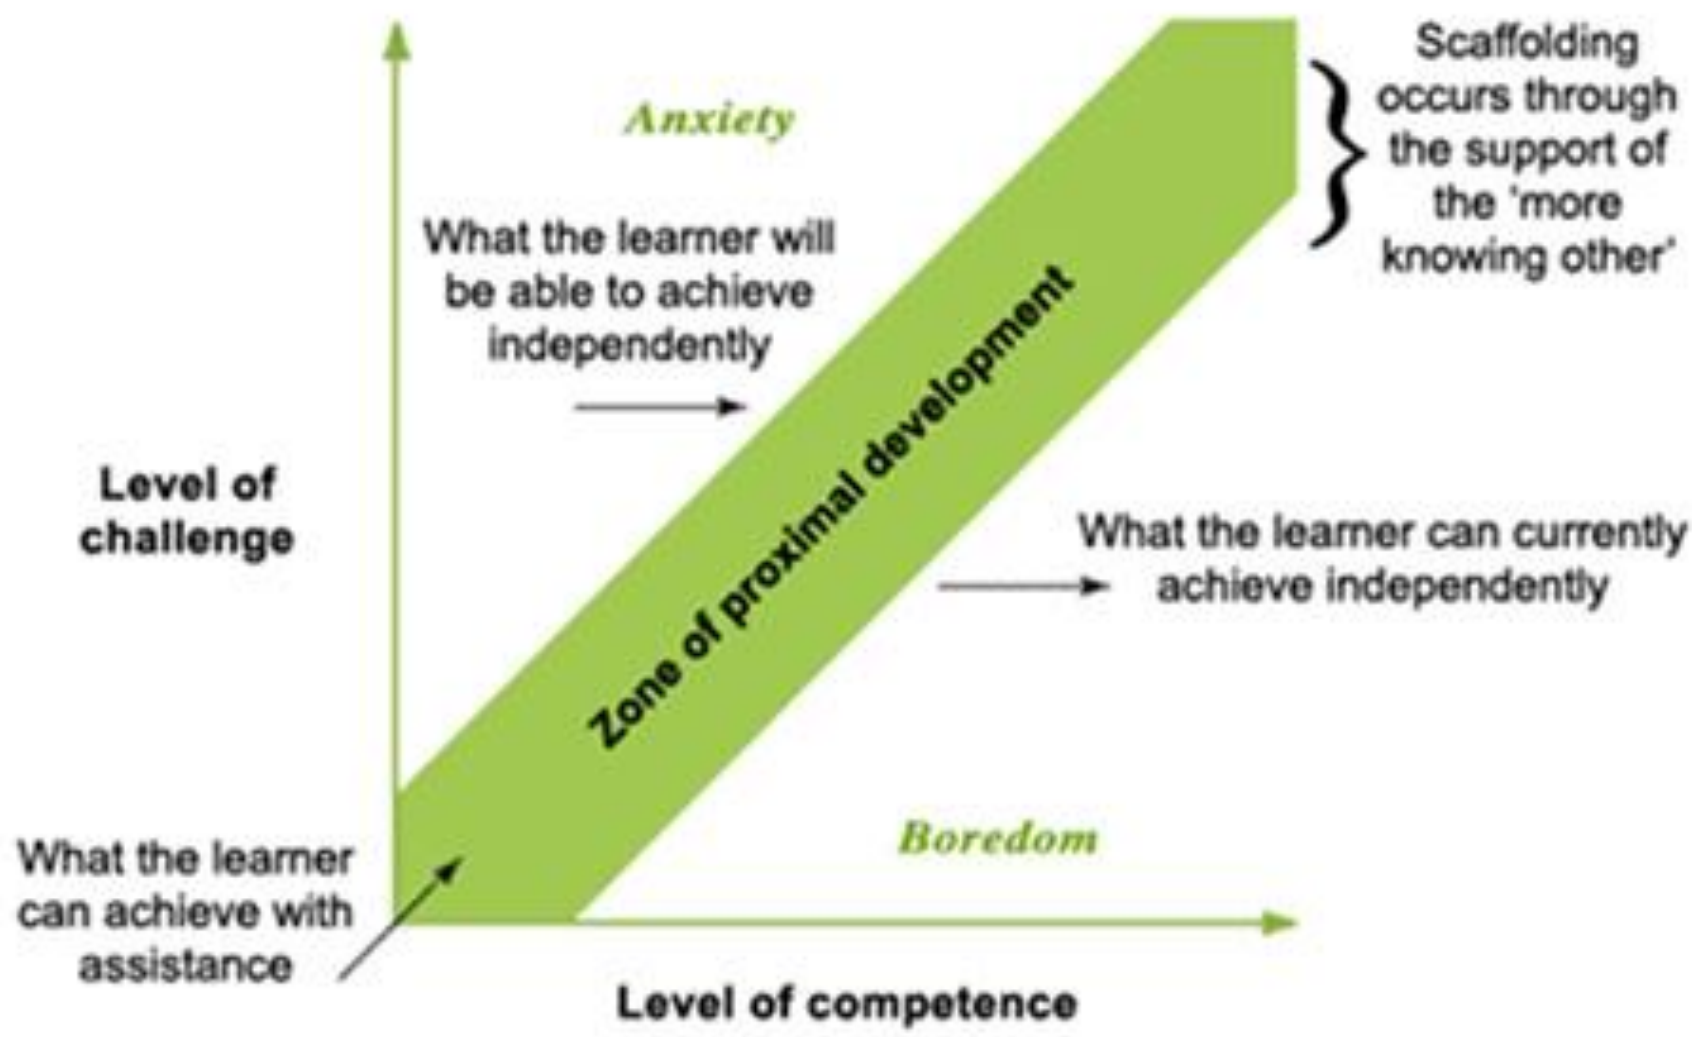 Scaffolding
occurs through
the support of
the ‘more
knowing other’
Anxiety
What the learner will
be able to achieve
independently
Zone of proximal development
Level of
challenge
What the learner can currently
achieve independently
Boredom
What the learner
can achieve with
assistance
Level of competence